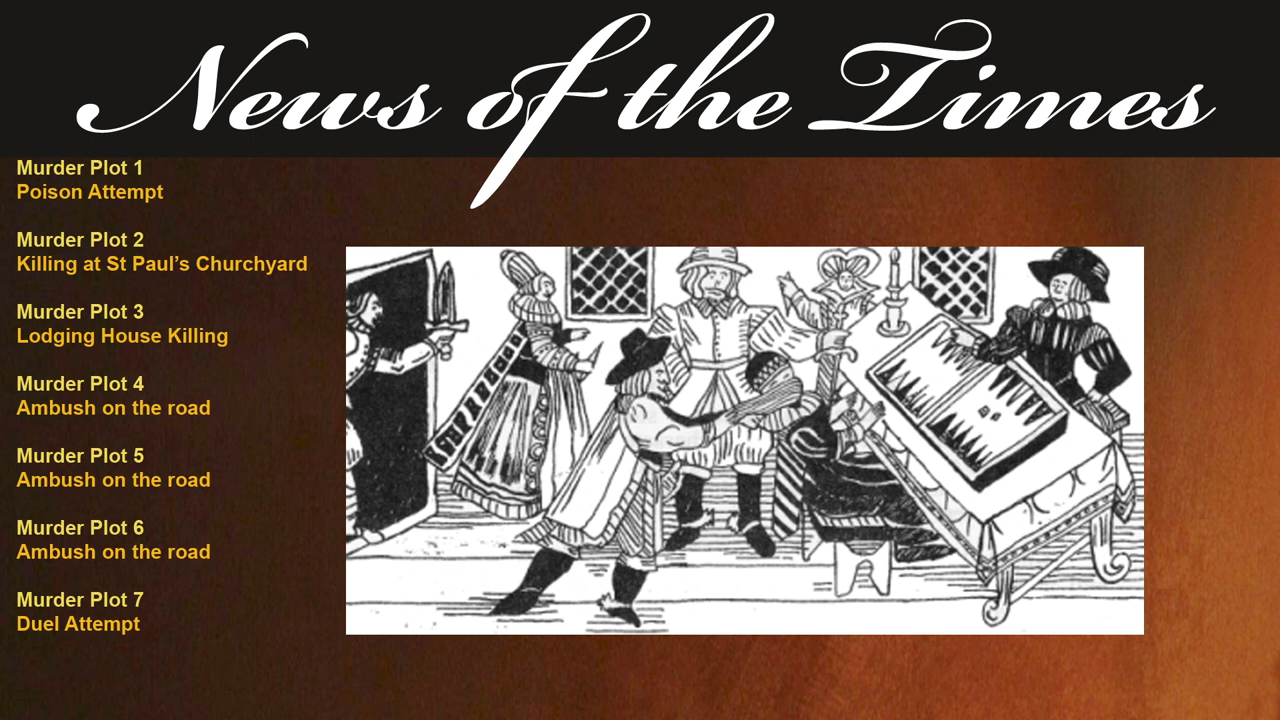 News of the Times
Murder Plot 1
Poison Attempt
Murder Plot 2
Killing at St Paul’s Churchyard
Murder Plot 3
Lodging House Killing
Murder Plot 4
Ambush on the road
Murder Plot 5
Ambush on the road
Murder Plot 6
Ambush on the road
Murder Plot 7
Duel Attempt